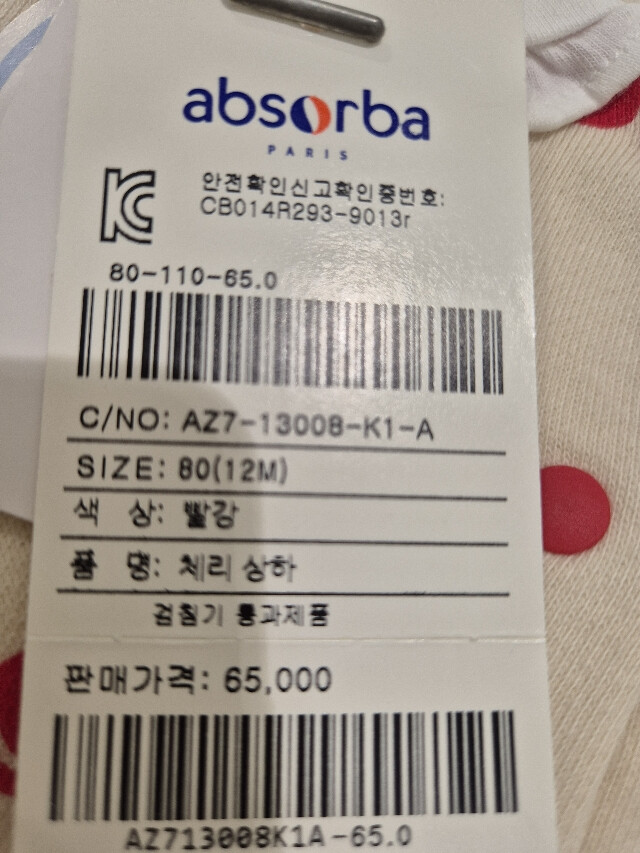 absorba
PARIS
안전확인신고확인증번호:
CB014R293-9013r
80-110-65.0
C/NO: AZ7-13008-K1-A
SIZE: 80(12M)
색 상: 빨강
품 명: 체리 상하
검침기 통과제품
판매가격: 65,000
AZ713008K1A-65.0